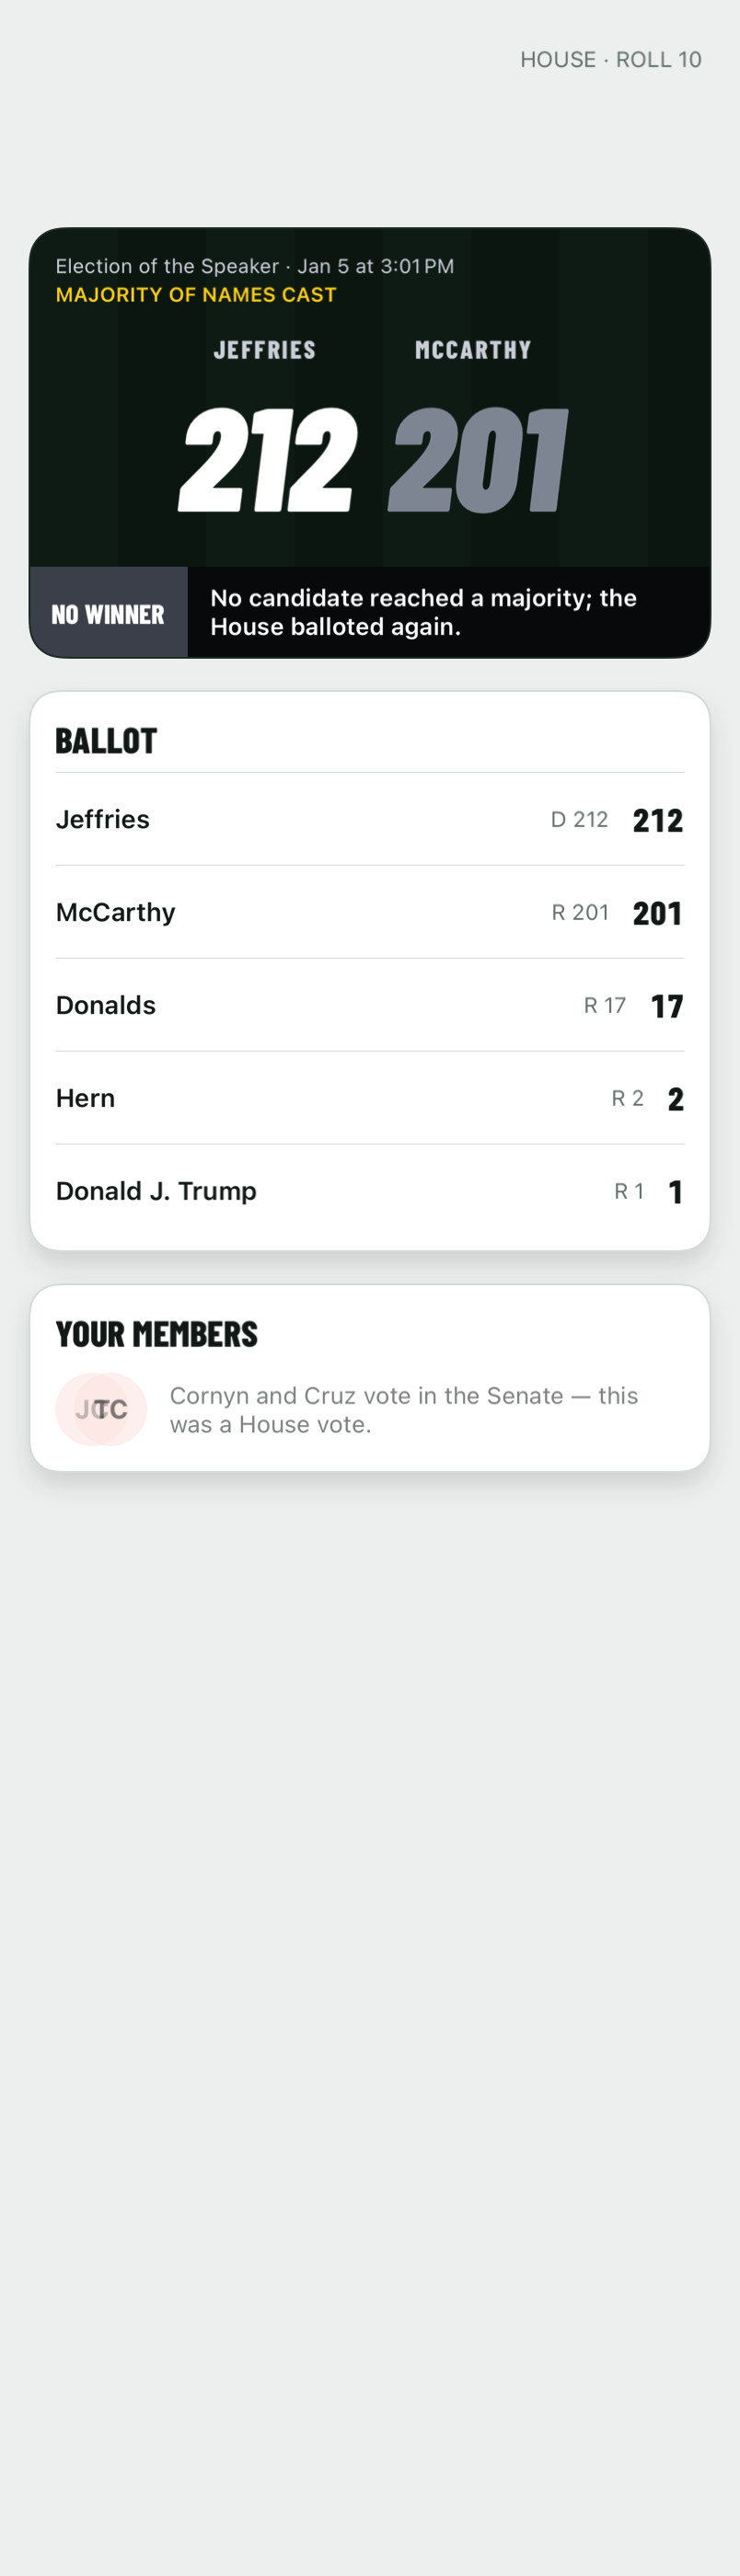 HOUSE · ROLL 10
Election of the Speaker · Jan 5 at 3:01 PM
MAJORITY OF NAMES CAST
JEFFRIES MCCARTHY
212 201
NO WINNER
No candidate reached a majority; the
House balloted again.
BALLOT
Jeffries D 212 212
McCarthy R 201 201
Donalds R 17 17
Hern R 2 2
Donald J. Trump R 1 1
YOUR MEMBERS
JC TC
Cornyn and Cruz vote in the Senate — this
was a House vote.